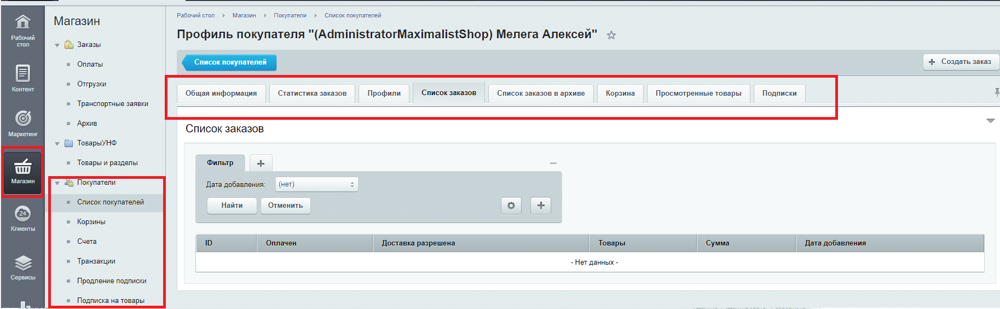 Рабочий стол
Контент
Маркетинг
Магазин
24
Клиенты
Сервисы
Магазин
Заказы
Оплаты
Отгрузки
Транспортные заявки
Архив
ТоварыУНФ
Товары и разделы
Покупатели
Список покупателей
Корзины
Счета
Транзакции
Продление подписки
Подписка на товары
Рабочий стол Магазин Покупатели Список покупателей
Профиль покупателя "(AdministratorMaximalistShop) Мелега Алексей"
Список покупателей
Создать заказ
Общая информация Статистика заказов Профили Список заказов Список заказов в архиве Корзина Просмотренные товары Подписки
Список заказов
Фильтр
Дата добавления: (нет)
Найти Отменить
ID Оплачен Доставка разрешена Товары Сумма Дата добавления
- Нет данных -